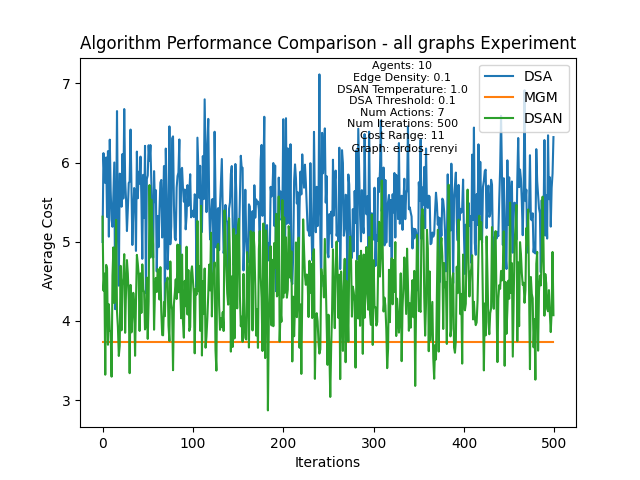 Algorithm Performance Comparison - all graphs Experiment
Agents: 10
Edge Density: 0.1
DSAN Temperature: 1.0
DSA Threshold: 0.1
Num Actions: 7
Num Iterations: 500
Cost Range: 11
Graph: erdos_renyi
DSA
MGM
DSAN
Average Cost
7
6
5
4
3
0
100
200
300
400
500
Iterations